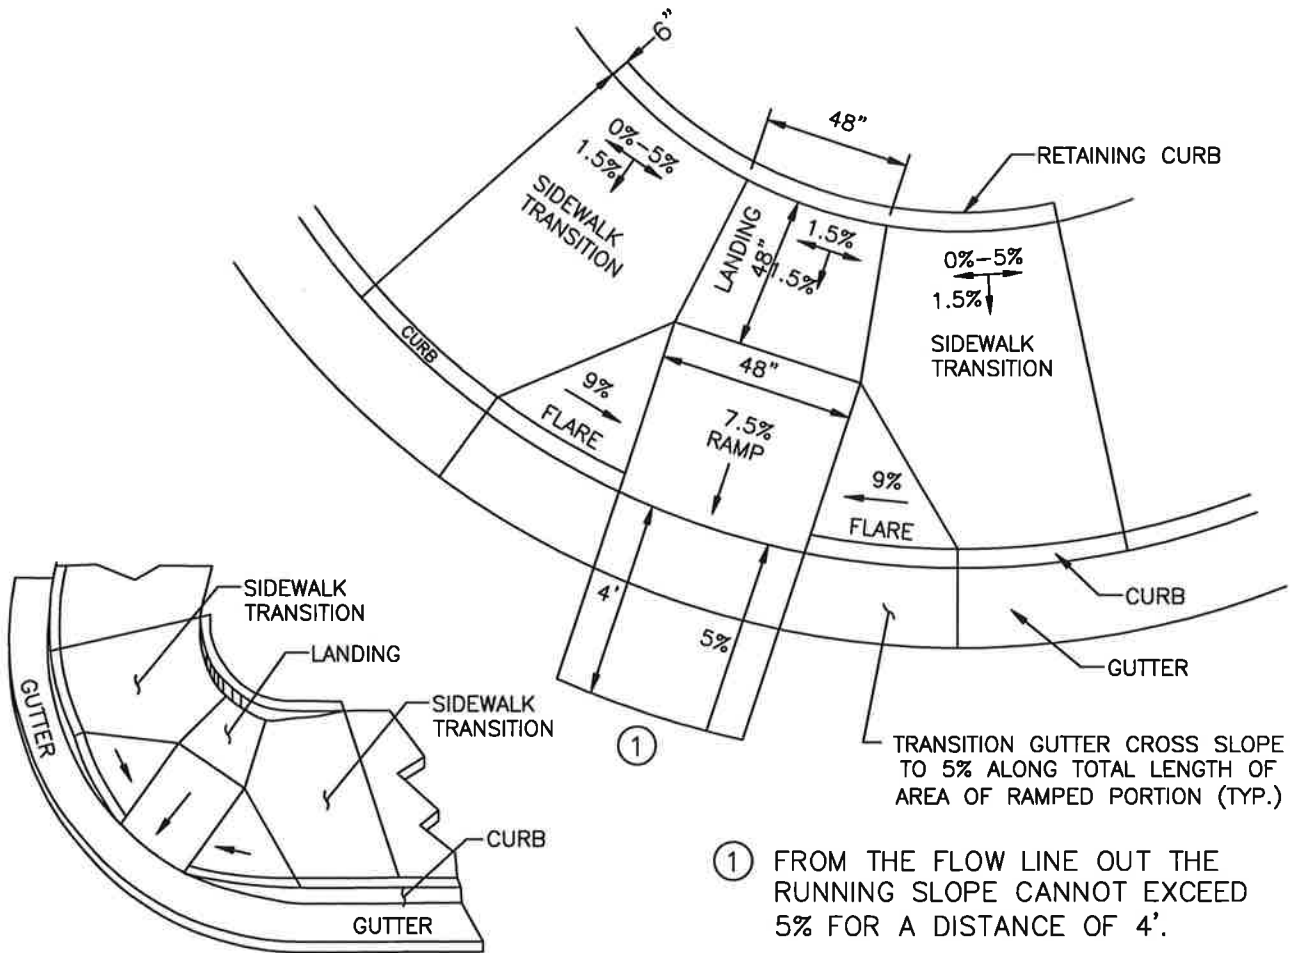 6"
48"
RETAINING CURB
0%-5%
1.5%
SIDEWALK
TRANSITION
LANDING
48"
1.5%
1.5%
0%-5%
1.5%
SIDEWALK
TRANSITION
CURB
48"
9%
FLARE
7.5%
RAMP
9%
FLARE
4'
5%
CURB
GUTTER
1
TRANSITION GUTTER CROSS SLOPE
TO 5% ALONG TOTAL LENGTH OF
AREA OF RAMPED PORTION (TYP.)
SIDEWALK
TRANSITION
LANDING
SIDEWALK
TRANSITION
GUTTER
CURB
GUTTER
1 FROM THE FLOW LINE OUT THE
RUNNING SLOPE CANNOT EXCEED
5% FOR A DISTANCE OF 4'.